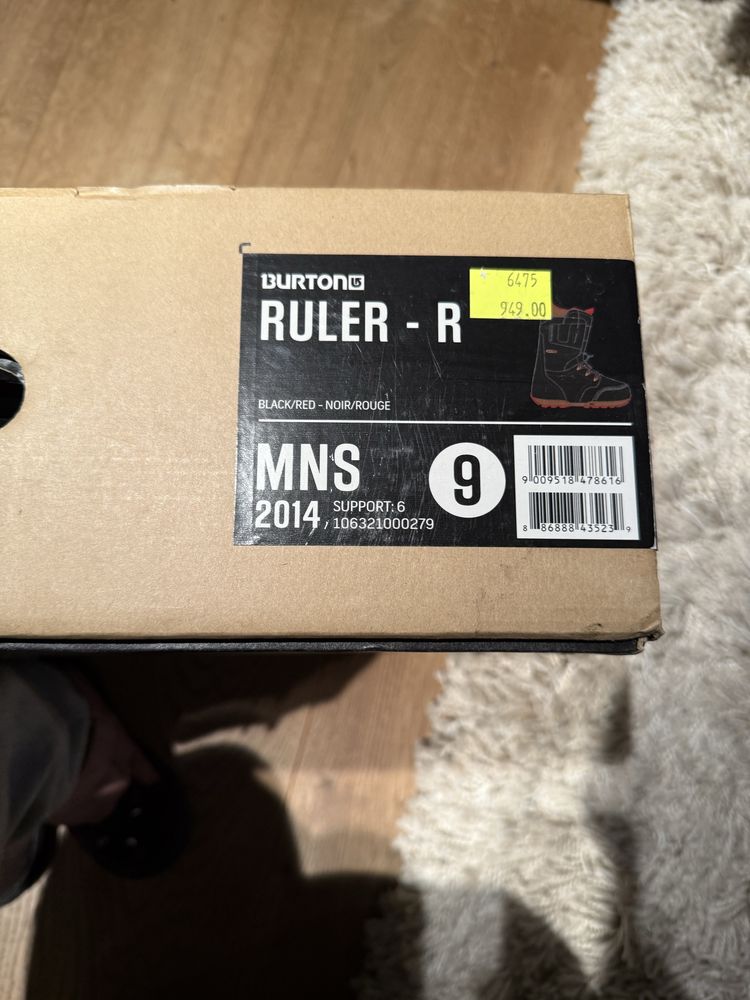 BURTON
6475
949.00
RULER - R
BLACK/RED - NOIR/ROUGE
MNS
9
2014
SUPPORT: 6
106321000279
9 009518 478616
8 86888 43523 9